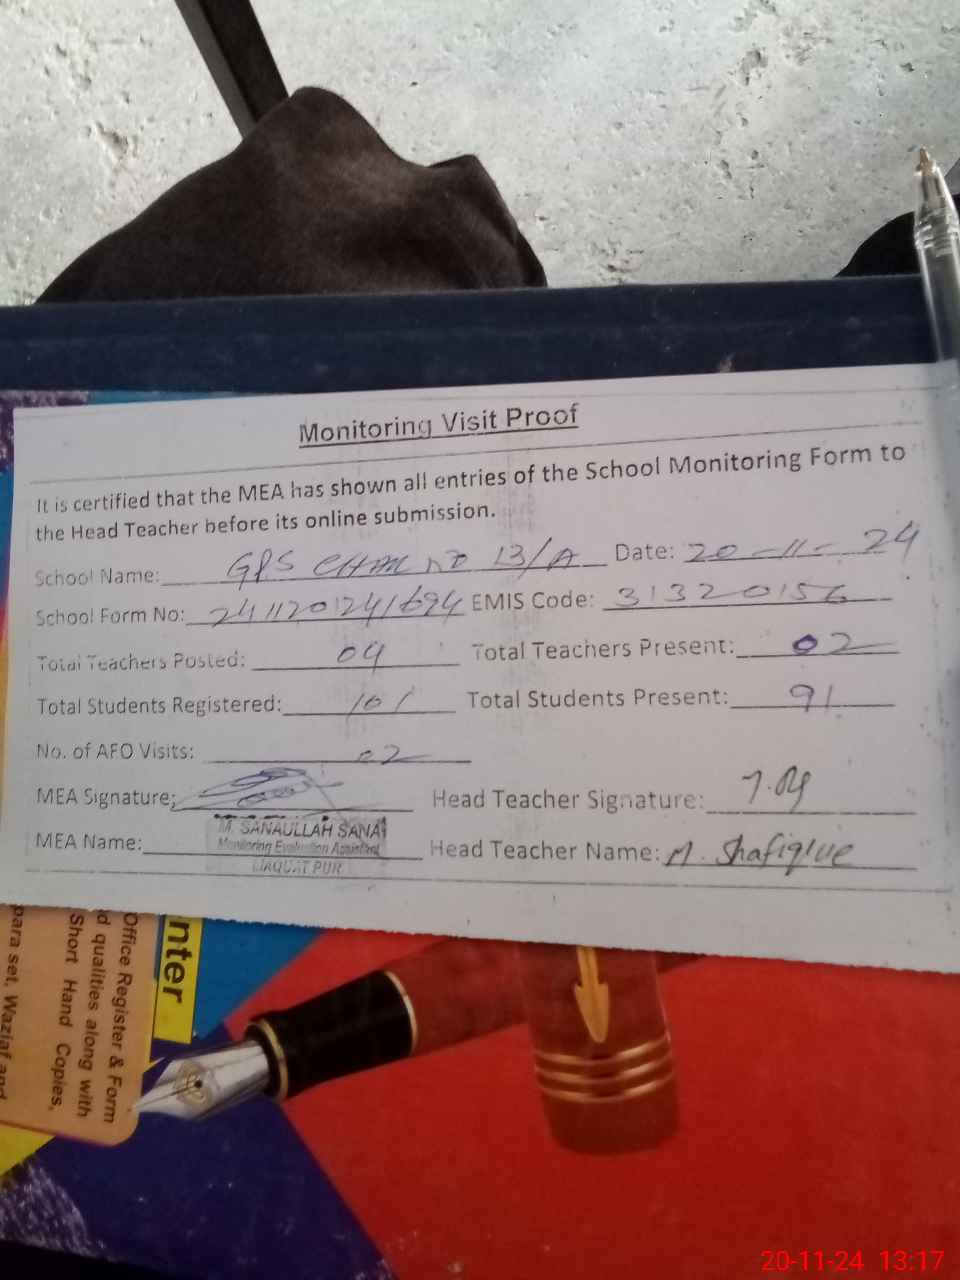 Monitoring Visit Proof
It is certified that the MEA has shown all entries of the School Monitoring Form to
the Head Teacher before its online submission.
School Name: GPS CHAK NO 13/A Date: 20-11-24
School Form No: 2411201241694 EMIS Code: 31320156
Total Teachers Posted: 04 Total Teachers Present: 02
Total Students Registered: 101 Total Students Present: 91
No. of AFO Visits: 02
MEA Signature: Head Teacher Signature:
M. SANAULLAH SANAI
MEA Name: Monitoring Evaluation Assistant Head Teacher Name: M. Shafique
LIAQUAT PUR
nter
Office Register & Form
d qualities along with
Short Hand Copies,
para set, Waziaf and
20-11-24 13:17